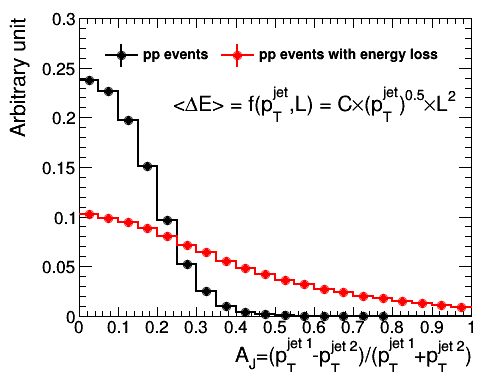 Arbitrary unit
0.3
0.25
0.2
0.15
0.1
0.05
0
pp events
pp events with energy loss
<ΔE> = f(p_T^jet,L) = C×(p_T^jet)^0.5×L^2
0 0.1 0.2 0.3 0.4 0.5 0.6 0.7 0.8 0.9 1
A_J=(p_T^jet 1-p_T^jet 2)/(p_T^jet 1+p_T^jet 2)